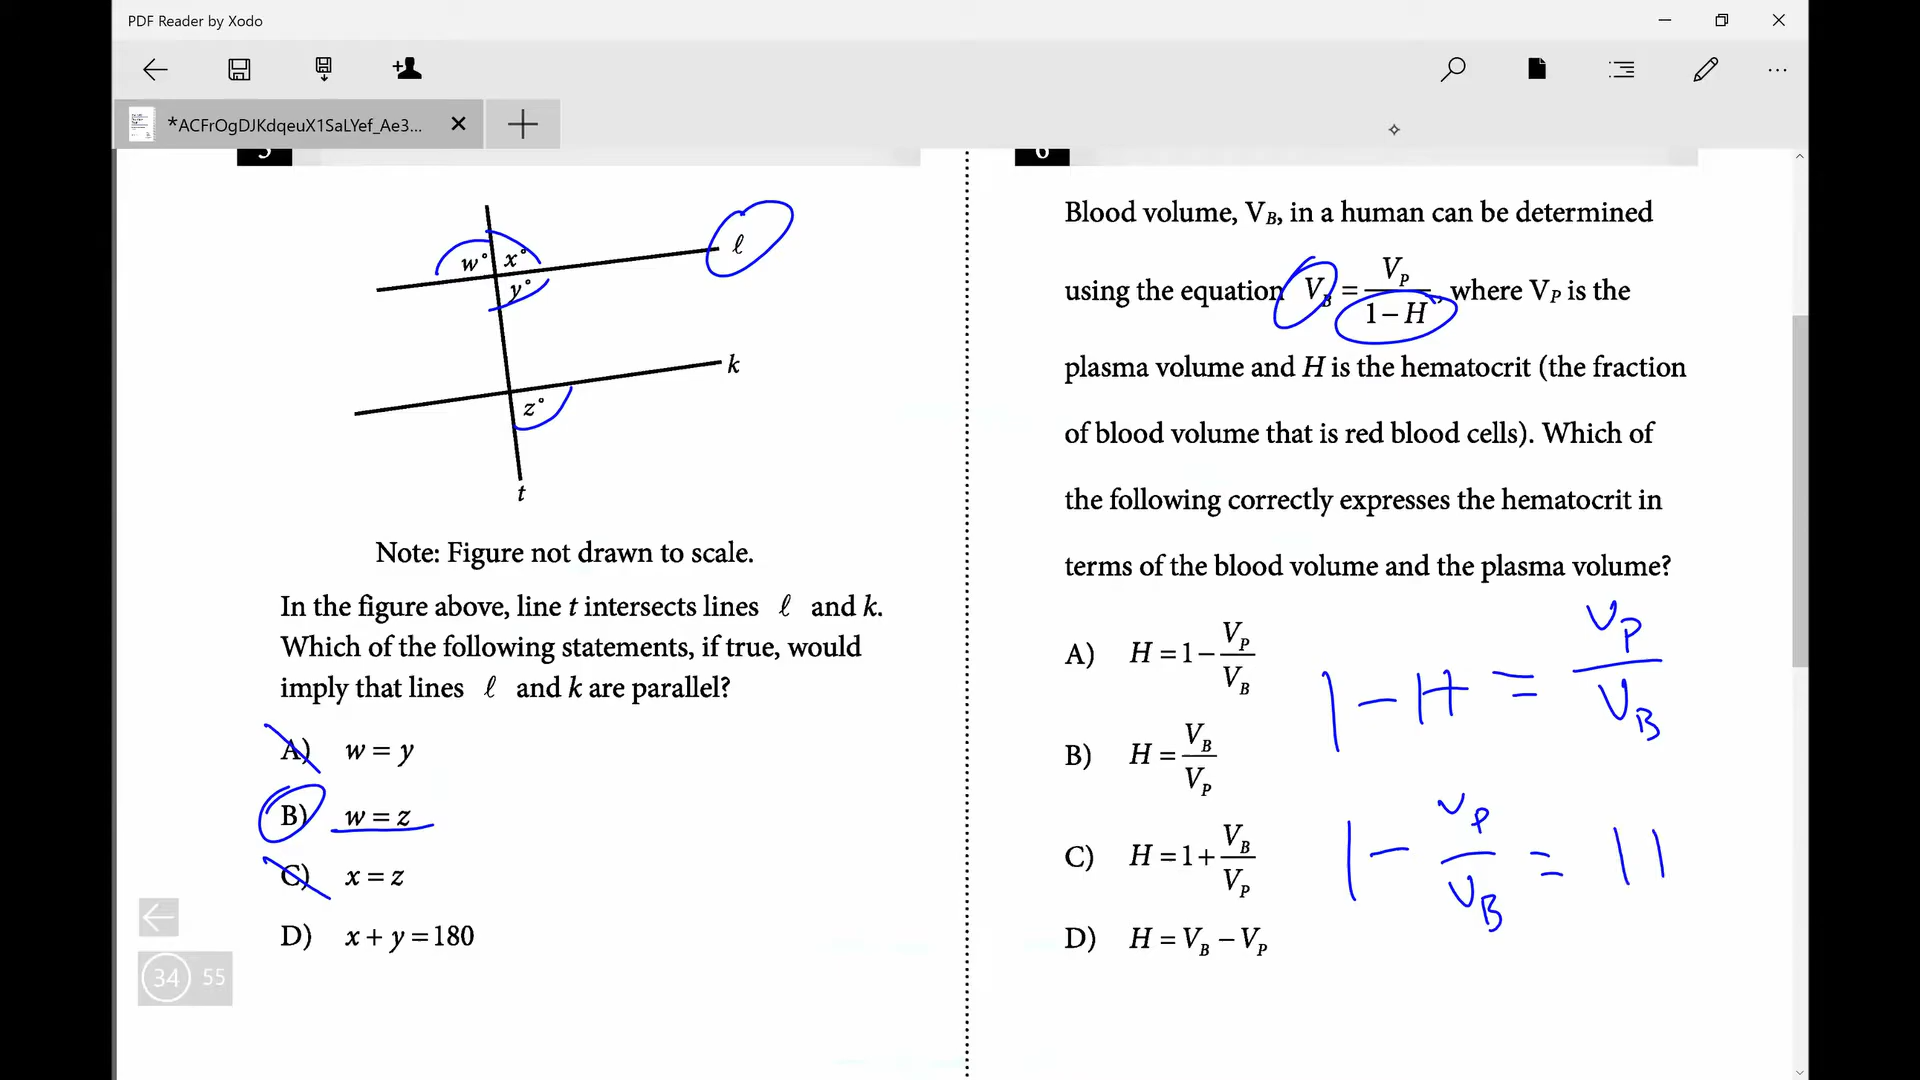 PDF Reader by Xodo
*ACFrOgDJKdqeuX1SaLYef_Ae3...
5
w° x°
y°
ℓ
k
z°
t
Note: Figure not drawn to scale.
In the figure above, line t intersects lines ℓ and k.
Which of the following statements, if true, would
imply that lines ℓ and k are parallel?
A) w = y
B) w = z
C) x = z
D) x + y = 180
34 55
6
Blood volume, V_B, in a human can be determined
using the equation V_B = V_P / (1 − H), where V_P is the
plasma volume and H is the hematocrit (the fraction
of blood volume that is red blood cells). Which of
the following correctly expresses the hematocrit in
terms of the blood volume and the plasma volume?
A) H = 1 − V_P / V_B
B) H = V_B / V_P
C) H = 1 + V_B / V_P
D) H = V_B − V_P
1 − H = V_P / V_B
1 − V_P / V_B = 11